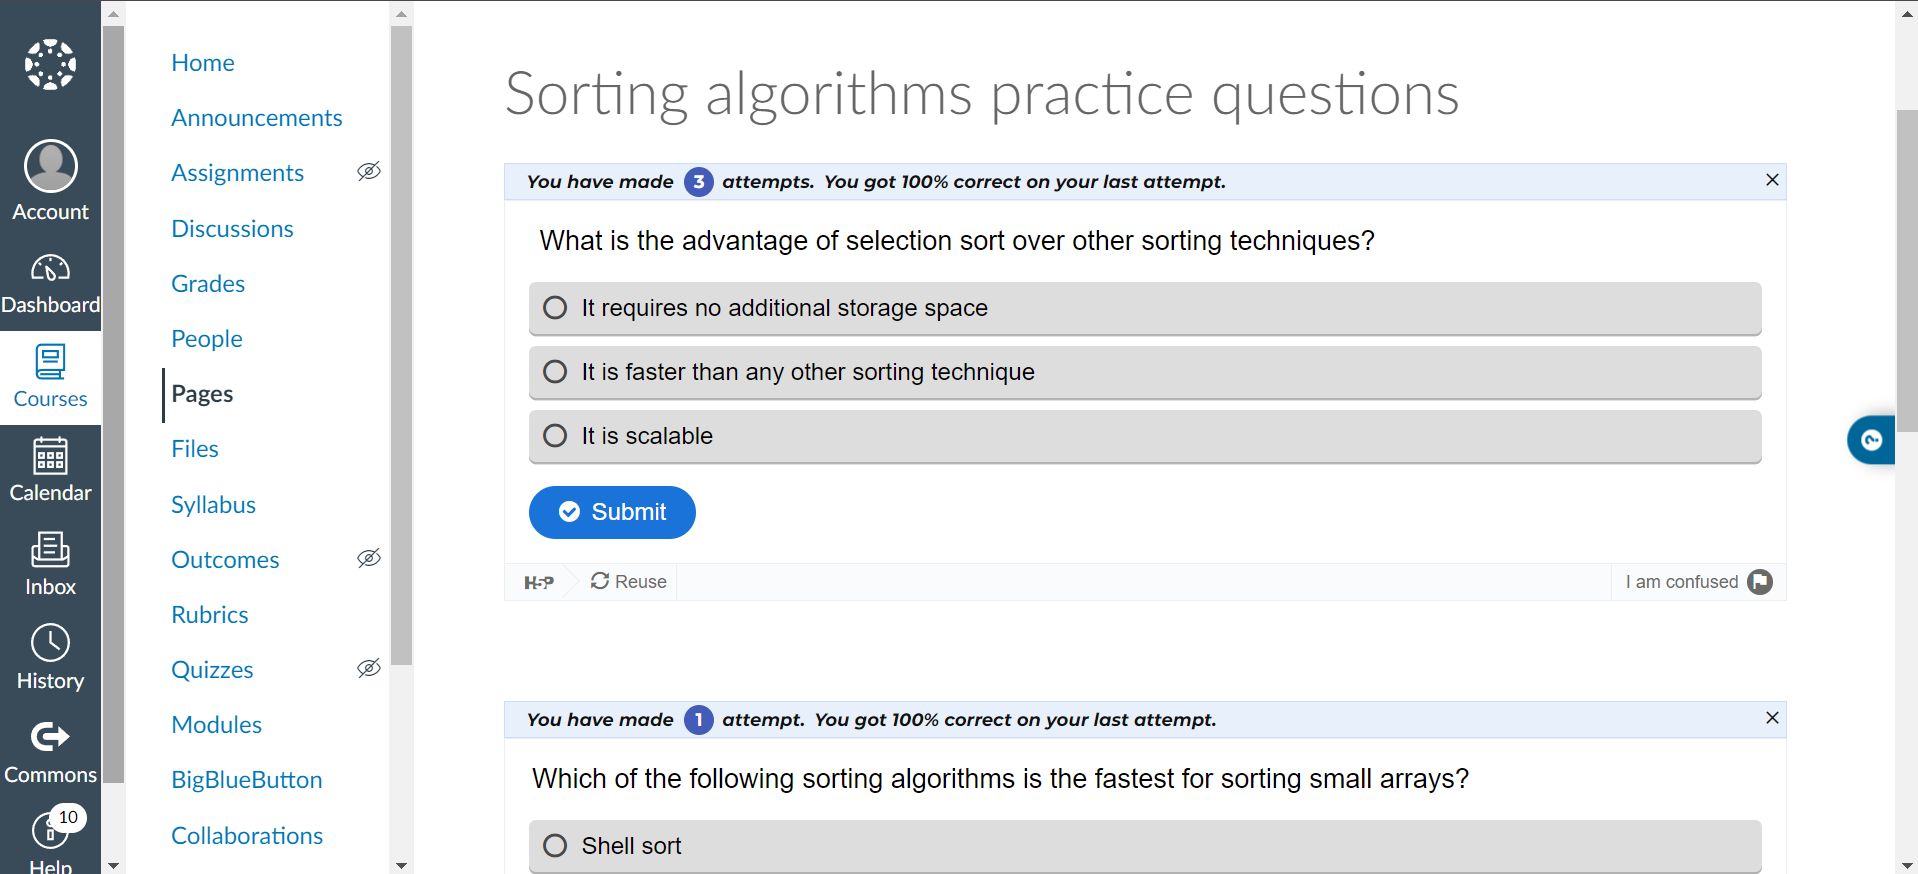 Account
Dashboard
Courses
Calendar
Inbox
History
Commons
10
Help
Home
Announcements
Assignments
Discussions
Grades
People
Pages
Files
Syllabus
Outcomes
Rubrics
Quizzes
Modules
BigBlueButton
Collaborations
Sorting algorithms practice questions
You have made 3 attempts. You got 100% correct on your last attempt.
What is the advantage of selection sort over other sorting techniques?
It requires no additional storage space
It is faster than any other sorting technique
It is scalable
Submit
H5P
Reuse
I am confused
You have made 1 attempt. You got 100% correct on your last attempt.
Which of the following sorting algorithms is the fastest for sorting small arrays?
Shell sort